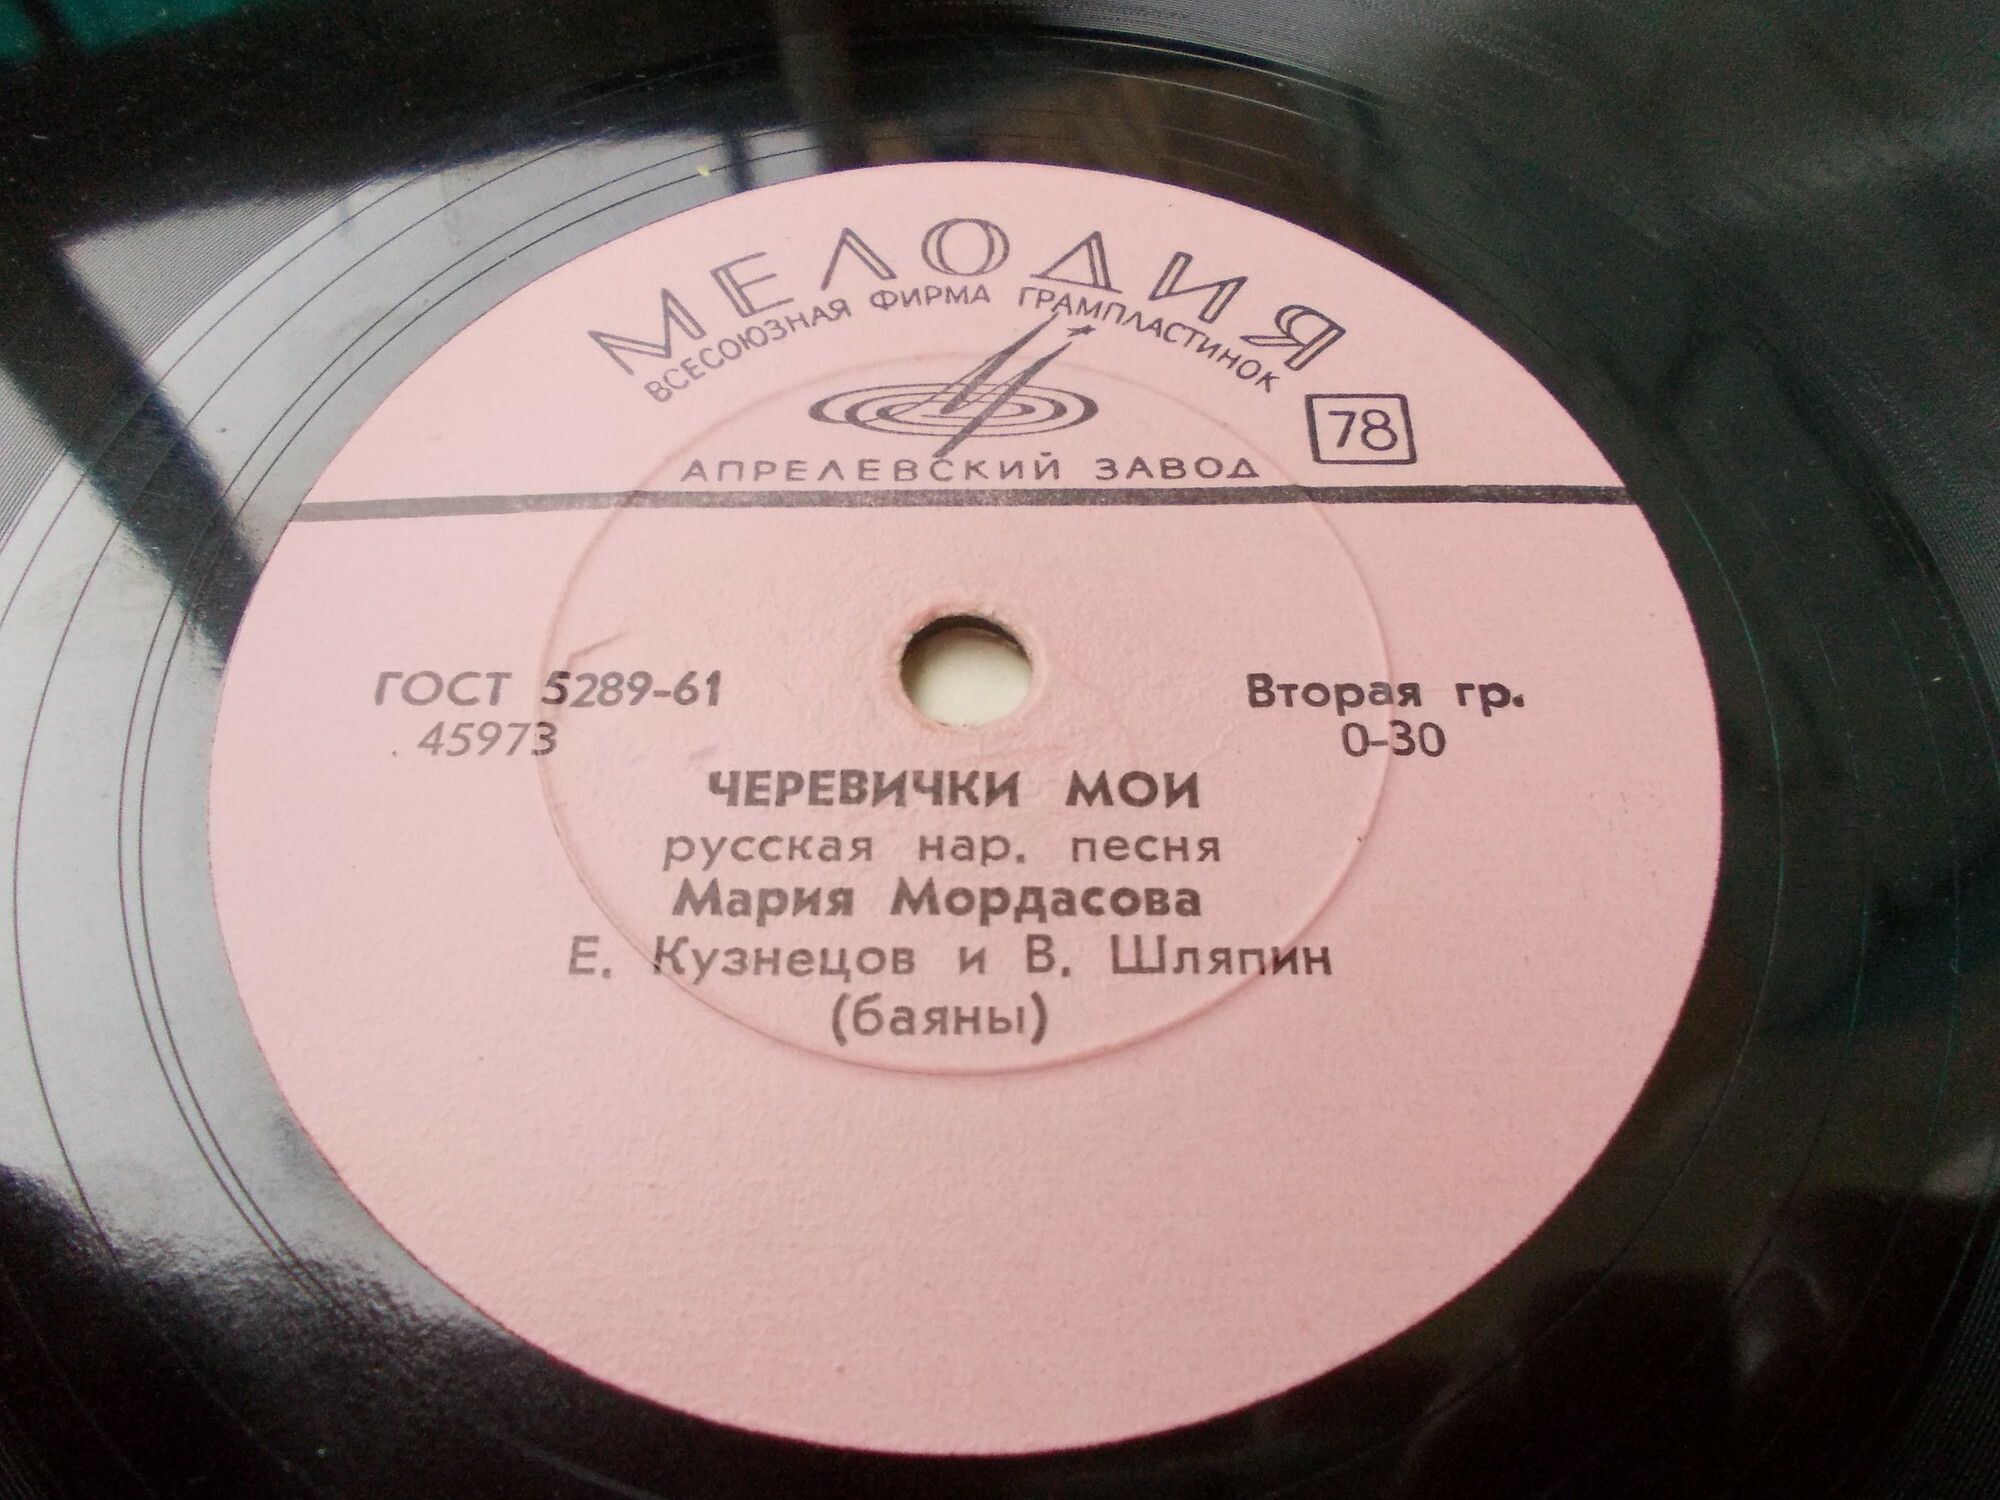 МЕЛОДИЯ
ВСЕСОЮЗНАЯ ФИРМА ГРАМПЛАСТИНОК
78
АПРЕЛЕВСКИЙ ЗАВОД
ГОСТ 5289-61 Вторая гр.
45973 0-30
ЧЕРЕВИЧКИ МОИ
русская нар. песня
Мария Мордасова
Е. Кузнецов и В. Шляпин
(баяны)